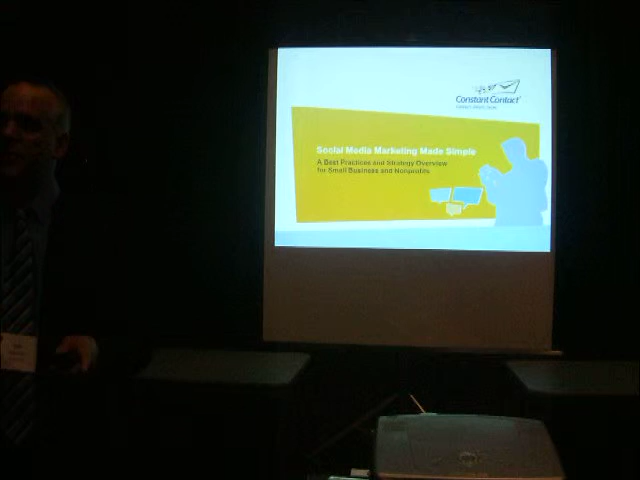 Constant Contact
Social Media Marketing Made Simple
A Best Practices and Strategy Overview
for Small Business and Nonprofits